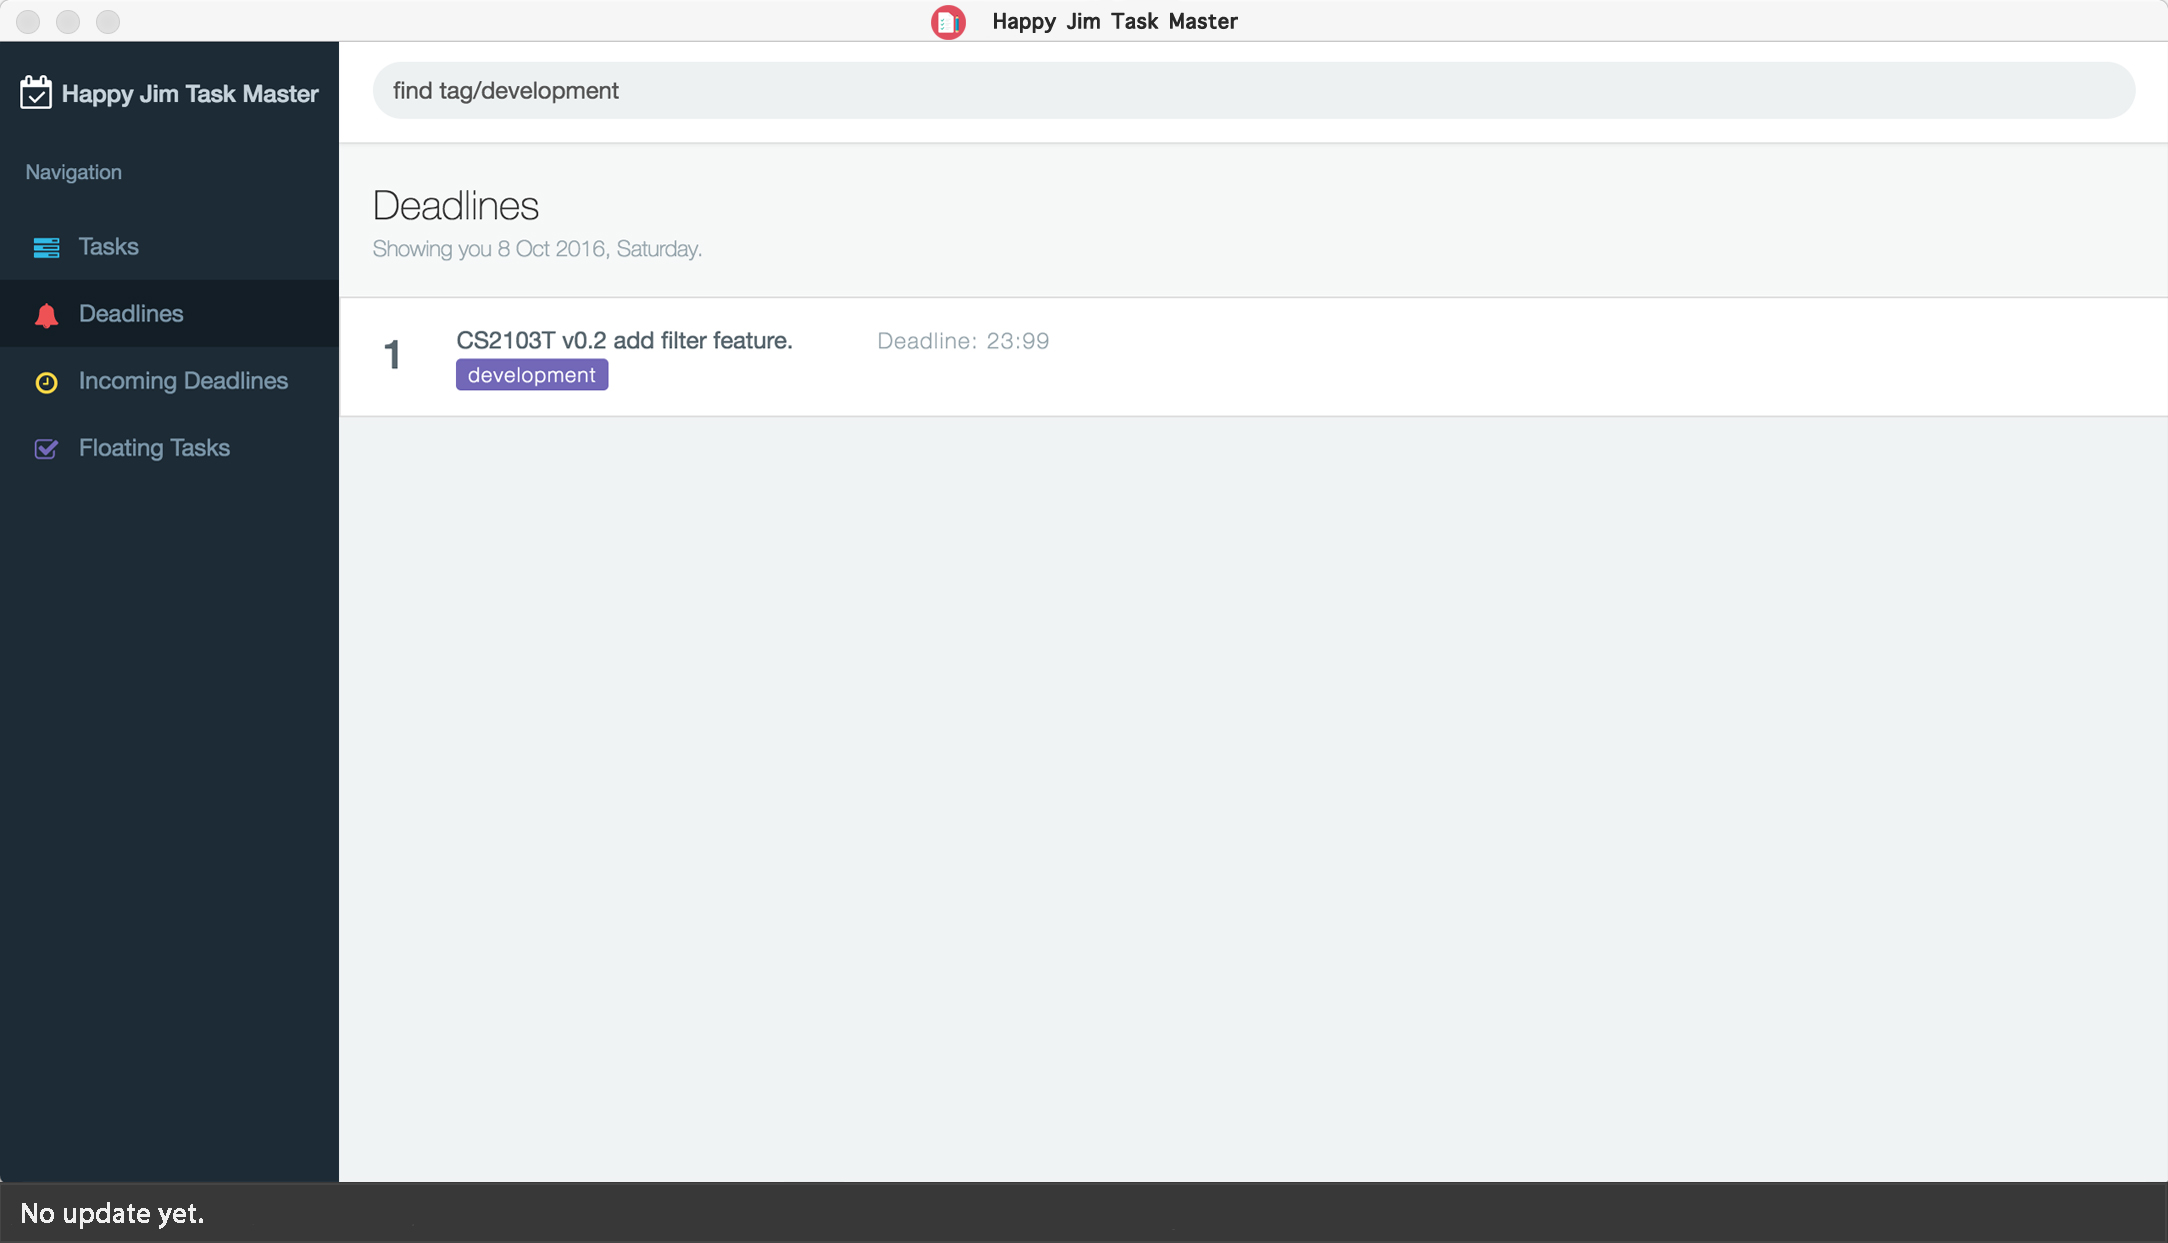 Happy Jim Task Master
Happy Jim Task Master
find tag/development
Navigation
Tasks
Deadlines
Incoming Deadlines
Floating Tasks
Deadlines
Showing you 8 Oct 2016, Saturday.
1
CS2103T v0.2 add filter feature.
Deadline: 23:99
development
No update yet.